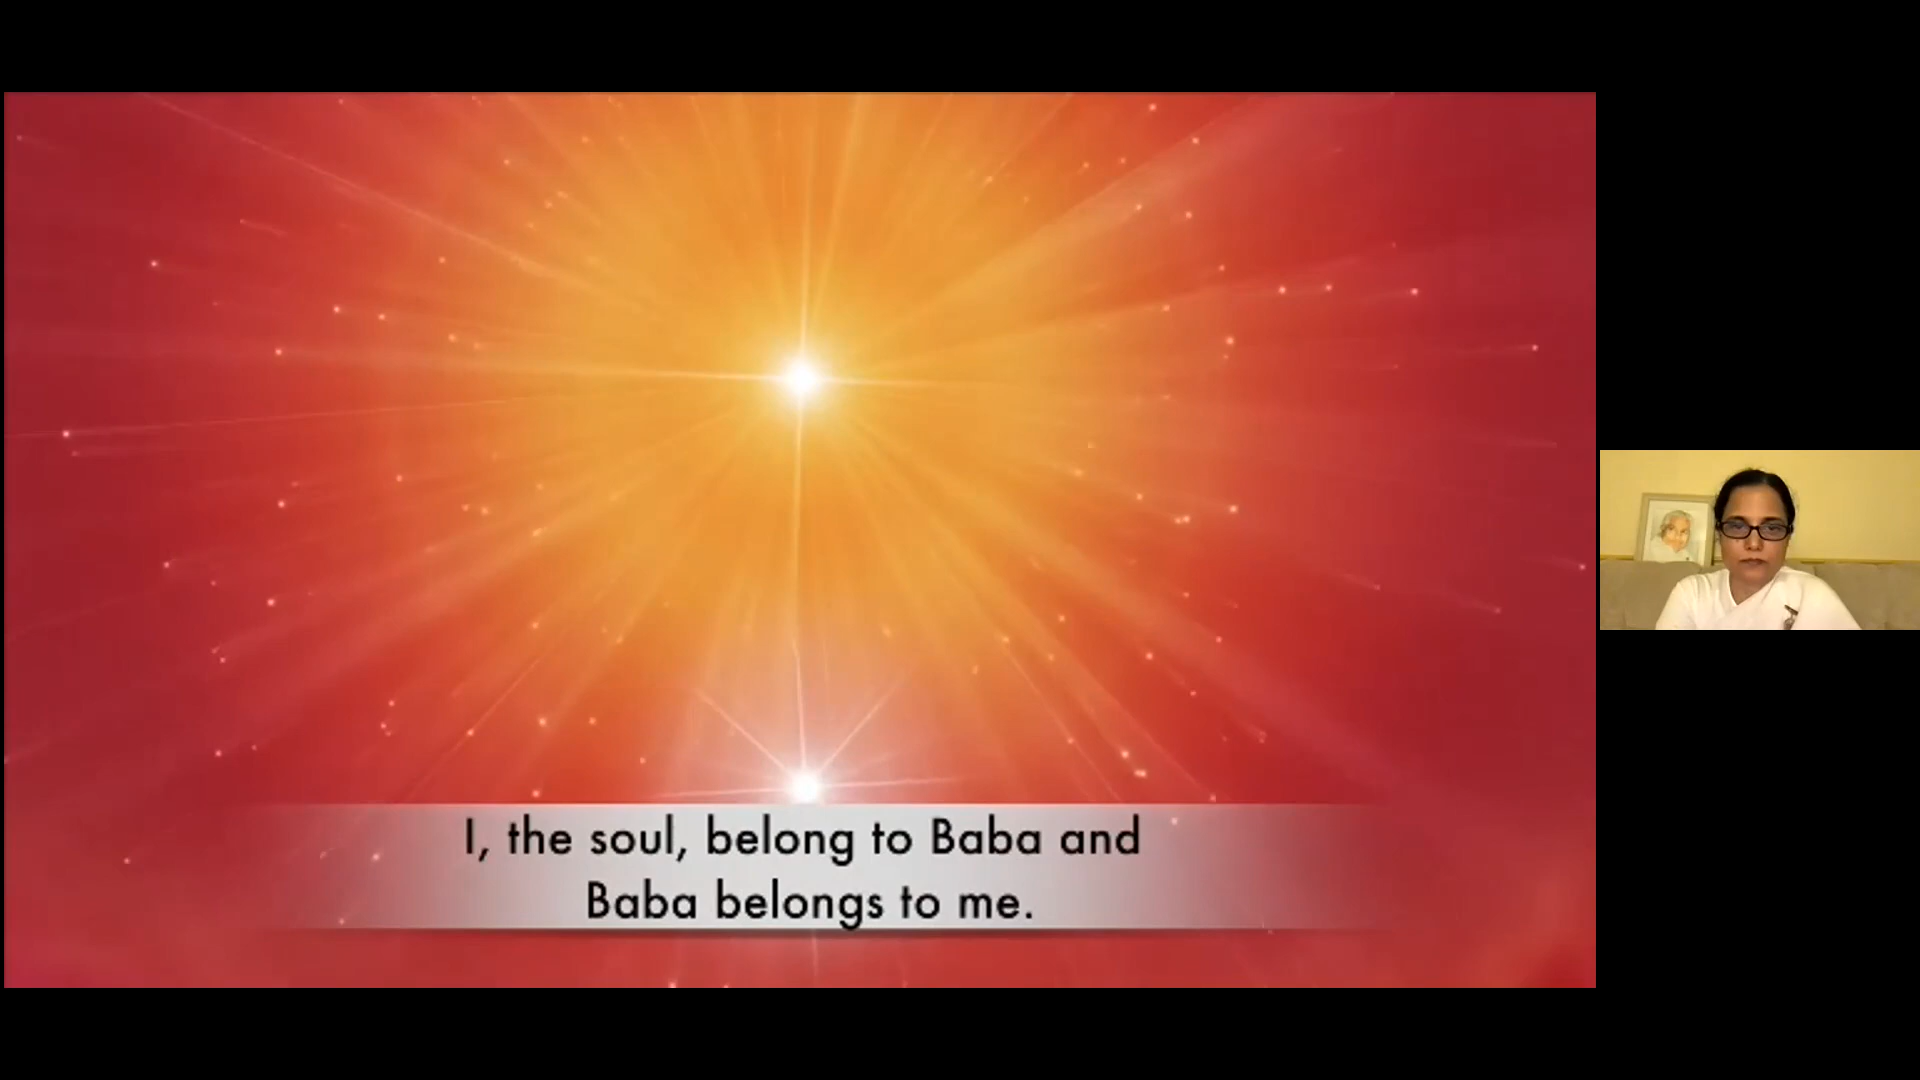 I, the soul, belong to Baba and
Baba belongs to me.